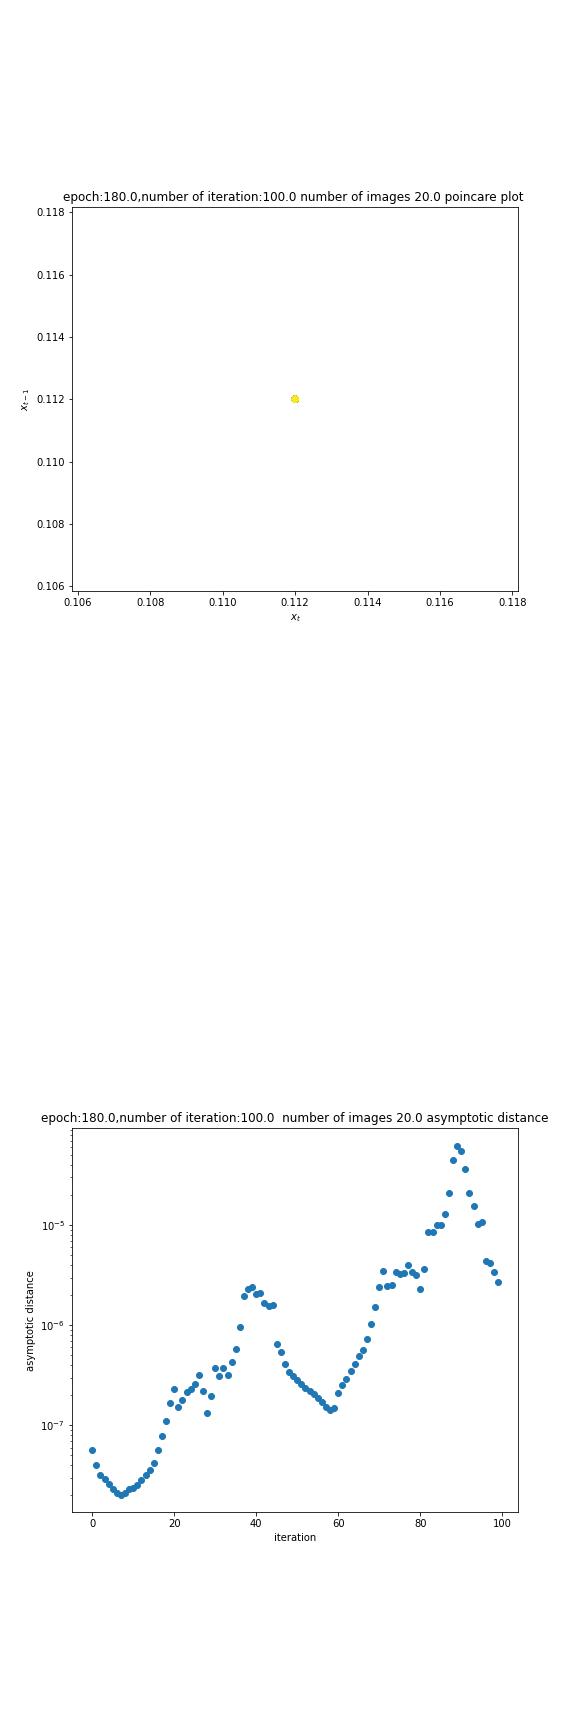 epoch:180.0,number of iteration:100.0 number of images 20.0 poincare plot
0.118
0.116
0.114
0.112
0.110
0.108
0.106
x_{t-1}
0.106 0.108 0.110 0.112 0.114 0.116 0.118
x_t
epoch:180.0,number of iteration:100.0  number of images 20.0 asymptotic distance
10^{-5}
10^{-6}
10^{-7}
asymptotic distance
0 20 40 60 80 100
iteration